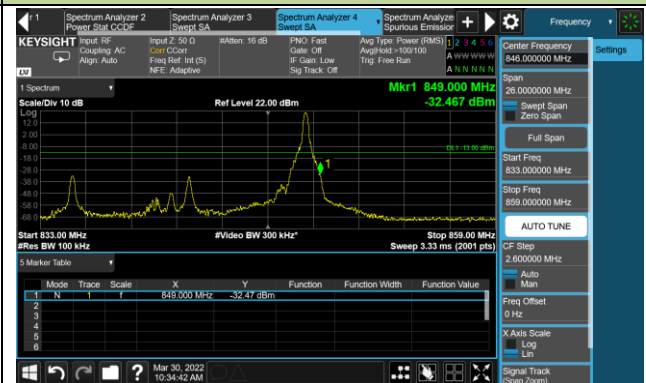 r 1
Spectrum Analyzer 2
Power Stat CCDF
Spectrum Analyzer 3
Swept SA
Spectrum Analyzer 4
Swept SA
Spectrum Analyze
Spurious Emission
Frequency
KEYSIGHT
Input: RF
Coupling: AC
Align: Auto
Input Z: 50 Ω
Corr CCorr
Freq Ref: Int (S)
NFE: Adaptive
#Atten: 16 dB
PNO: Fast
Gate: Off
IF Gain: Low
Sig Track: Off
Avg Type: Power (RMS)
Avg|Hold:>100/100
Trig: Free Run
1 2 3 4 5 6
A W W W W W
A N N N N N
LXI
1 Spectrum
Mkr1 849.000 MHz
-32.467 dBm
Scale/Div 10 dB
Ref Level 22.00 dBm
Log
12.0
2.00
-8.00
-18.0
-28.0
-38.0
-48.0
-58.0
-68.0
DL1 -13.00 dBm
1
Start 833.00 MHz
#Res BW 100 kHz
#Video BW 300 kHz*
Stop 859.00 MHz
Sweep 3.33 ms (2001 pts)
5 Marker Table
Mode Trace Scale X Y Function Function Width Function Value
1 N 1 f 849.000 MHz -32.47 dBm
2
3
4
5
6
Mar 30, 2022
10:34:42 AM
Center Frequency
846.000000 MHz
Settings
Span
26.0000000 MHz
Swept Span
Zero Span
Full Span
Start Freq
833.000000 MHz
Stop Freq
859.000000 MHz
AUTO TUNE
CF Step
2.600000 MHz
Auto
Man
Freq Offset
0 Hz
X Axis Scale
Log
Lin
Signal Track
(Span Zoom)